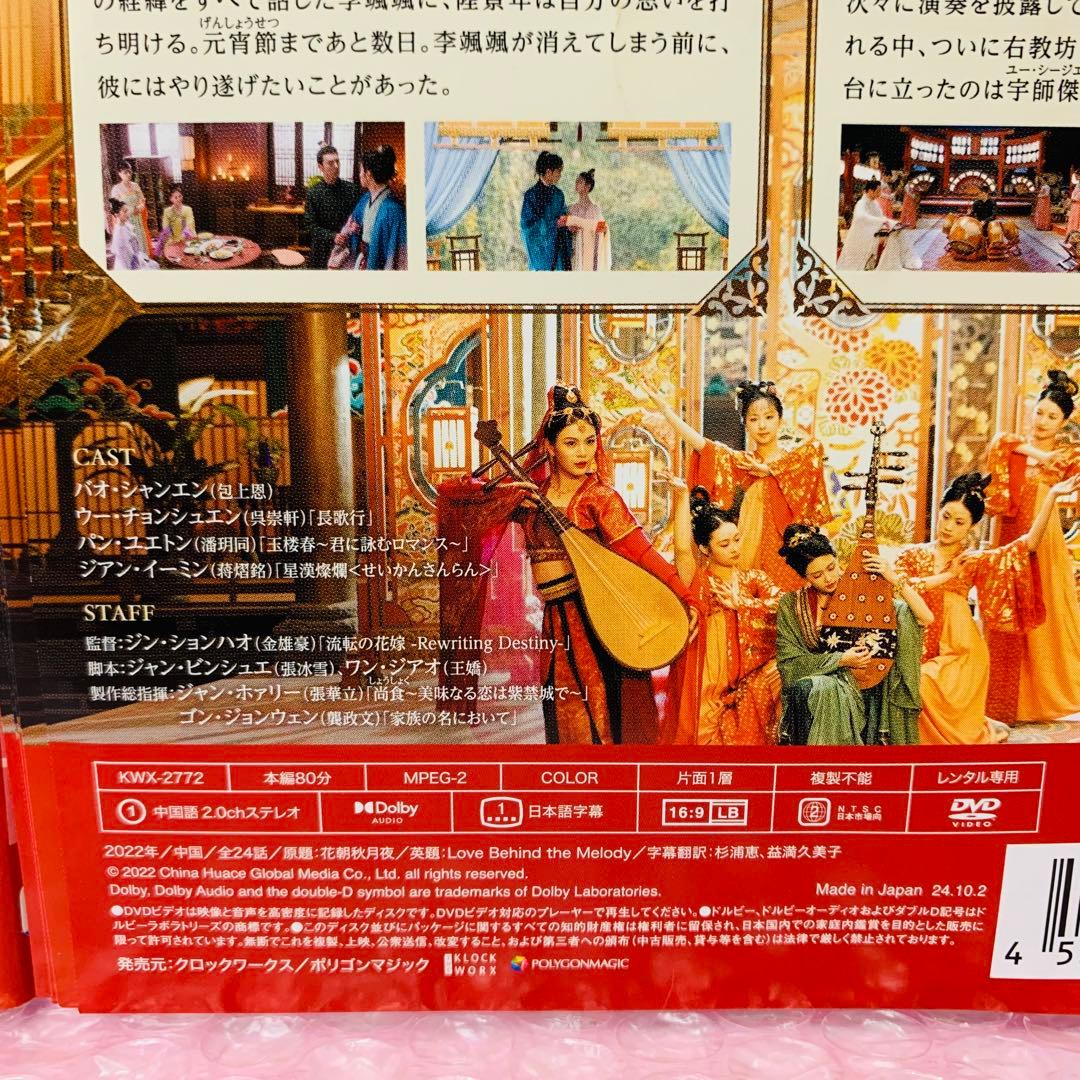 の経緯をすべて話した李颯颯に、陸景年は自分の思いを打
げんしょうせつ
ち明ける。元宵節まであと数日。李颯颯が消えてしまう前に、
彼にはやり遂げたいことがあった。
次々に演奏を披露して
れる中、ついに右教坊
ユー・シージエ
台に立ったのは宇師傑
CAST
バオ・シャンエン(包上恩)
ウー・チョンシュエン(呉崇軒)「長歌行」
パン・ユエトン(潘玥同)「玉楼春～君に詠むロマンス～」
ジアン・イーミン(蒋熠銘)「星漢燦爛<せいかんさんらん>」
STAFF
監督:ジン・ションハオ(金雄豪)「流転の花嫁 -Rewriting Destiny-」
脚本:ジャン・ビンシュエ(張冰雪)、ワン・ジアオ(王嬌)
しょうしょく
製作総指揮:ジャン・ホァリー(張華立)「尚食～美味なる恋は紫禁城で～」
ゴン・ジョンウェン(龔政文)「家族の名において」
KWX-2772 本編80分 MPEG-2 COLOR 片面1層 複製不能 レンタル専用
1 中国語 2.0chステレオ Dolby AUDIO 1 日本語字幕 16:9 LB 2 NTSC 日本市場向 DVD VIDEO
2022年/中国/全24話/原題:花朝秋月夜/英題:Love Behind the Melody/字幕翻訳:杉浦恵、益満久美子
© 2022 China Huace Global Media Co., Ltd. all rights reserved.
Dolby, Dolby Audio and the double-D symbol are trademarks of Dolby Laboratories.
Made in Japan 24.10.2
●DVDビデオは映像と音声を高密度に記録したディスクです。DVDビデオ対応のプレーヤーで再生してください。●ドルビー、ドルビーオーディオおよびダブルD記号はド
ルビーラボラトリーズの商標です。●このディスク並びにパッケージに関するすべての知的財産権は権利者に留保され、日本国内での家庭内鑑賞を目的とした販売に
限って許可されています。無断でこれを複製、上映、公衆送信、改変すること、および第三者への頒布(中古販売、貸与等を含む)は法律で厳しく禁止されております。
発売元:クロックワークス/ポリゴンマジック KLOCK WORX POLYGONMAGIC
4 5